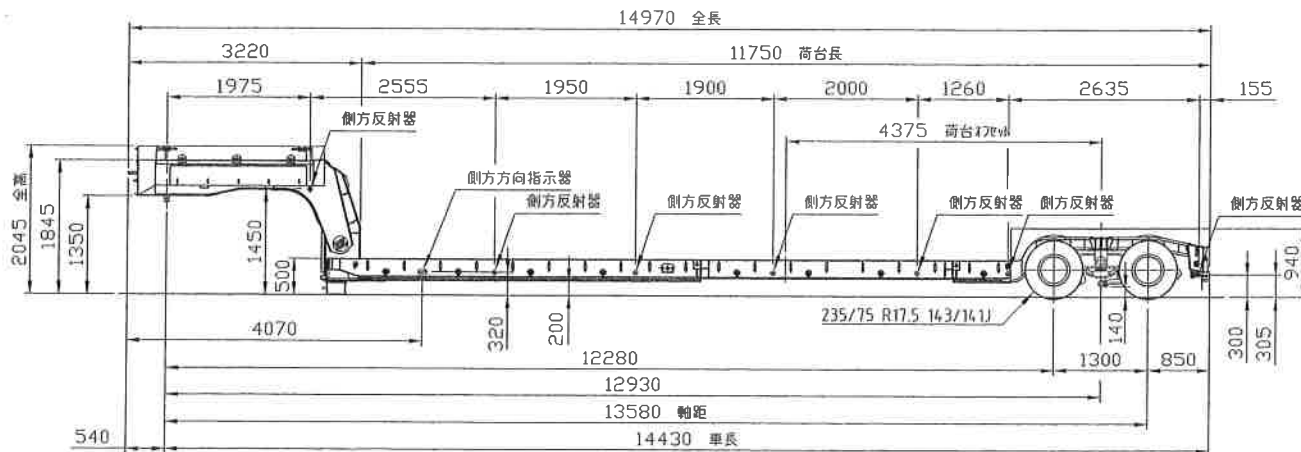 14970 全長
3220
11750 荷台長
1975
2555
1950
1900
2000
1260
2635
155
側方反射器
4375 荷台オフセット
側方方向指示器
側方反射器
側方反射器
側方反射器
側方反射器
側方反射器
側方反射器
2045 全高
1845
1350
1450
500
940
235/75 R17.5 143/141J
4070
320
200
140
300
305
12280
1300
850
12930
13580 軸距
540
14430 車長